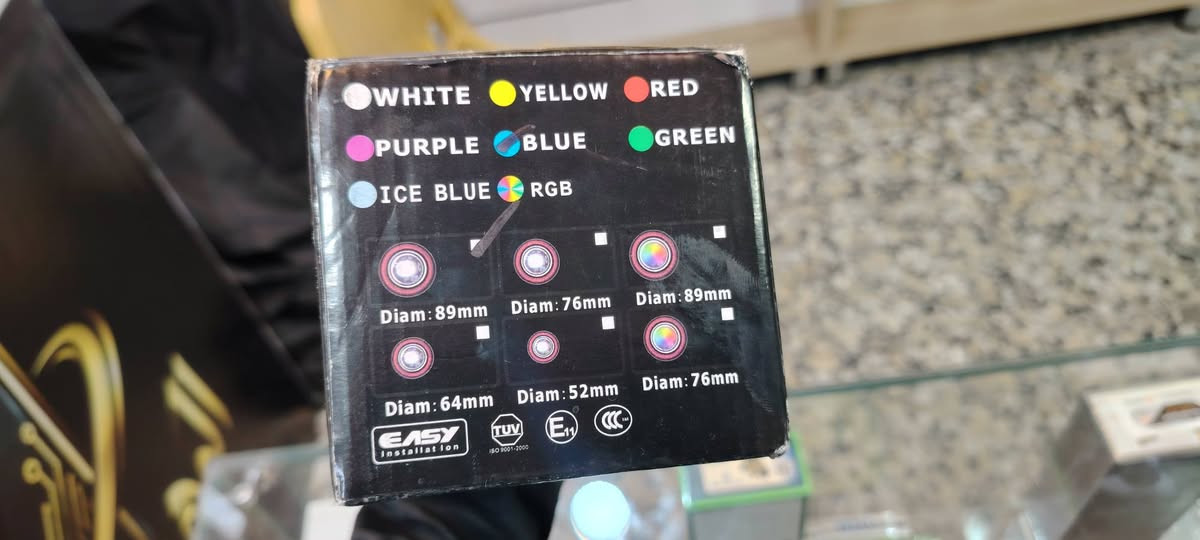 WHITE YELLOW RED
PURPLE BLUE GREEN
ICE BLUE RGB
Diam:89mm Diam:76mm Diam:89mm
Diam:64mm Diam:52mm Diam:76mm
EASY
installation
TUV
ISO 9001-2000
E11
CCC